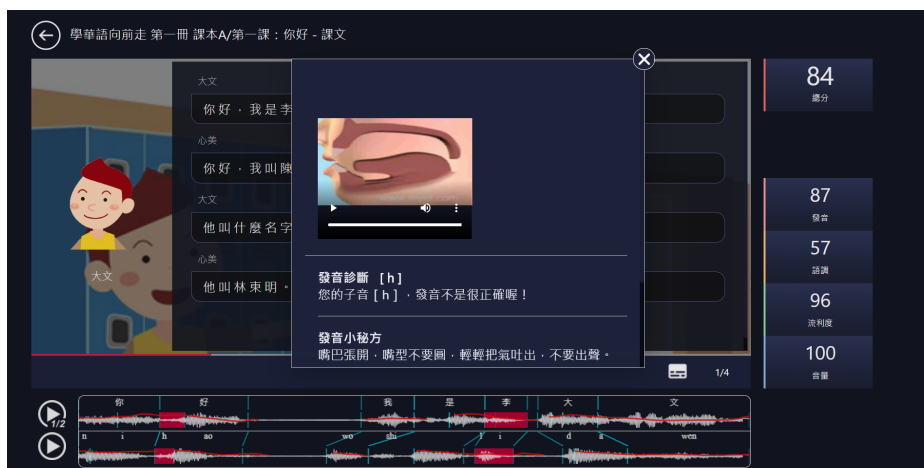 學華語向前走 第一冊 課本A/第一課：你好 - 課文
大文
你好，我是李
心美
你好，我叫陳
大文
他叫什麼名字
心美
他叫林東明。
大文
發音診斷 [h]
您的子音 [h]，發音不是很正確喔！
發音小秘方
嘴巴張開，嘴型不要圓，輕輕把氣吐出，不要出聲。
84
總分
87
發音
57
語調
96
流利度
100
音量
1/4
1/2
你 好 我 是 李 大 文
n i h ao wo shi l i d a wen